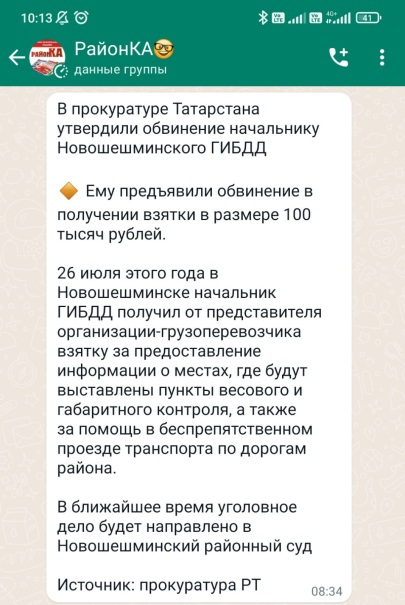 10:13
4G+
41
РайонКА
данные группы
В прокуратуре Татарстана
утвердили обвинение начальнику
Новошешминского ГИБДД
Ему предъявили обвинение в
получении взятки в размере 100
тысяч рублей.
26 июля этого года в
Новошешминске начальник
ГИБДД получил от представителя
организации-грузоперевозчика
взятку за предоставление
информации о местах, где будут
выставлены пункты весового и
габаритного контроля, а также
за помощь в беспрепятственном
проезде транспорта по дорогам
района.
В ближайшее время уголовное
дело будет направлено в
Новошешминский районный суд
Источник: прокуратура РТ
08:34